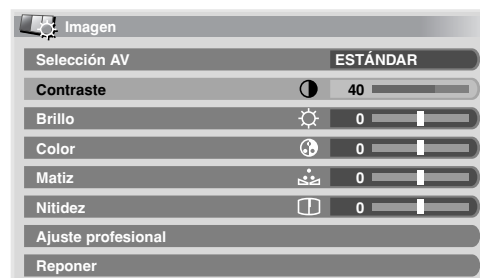 Imagen
Selección AV ESTÁNDAR
Contraste 40
Brillo 0
Color 0
Matiz 0
Nitidez 0
Ajuste profesional
Reponer